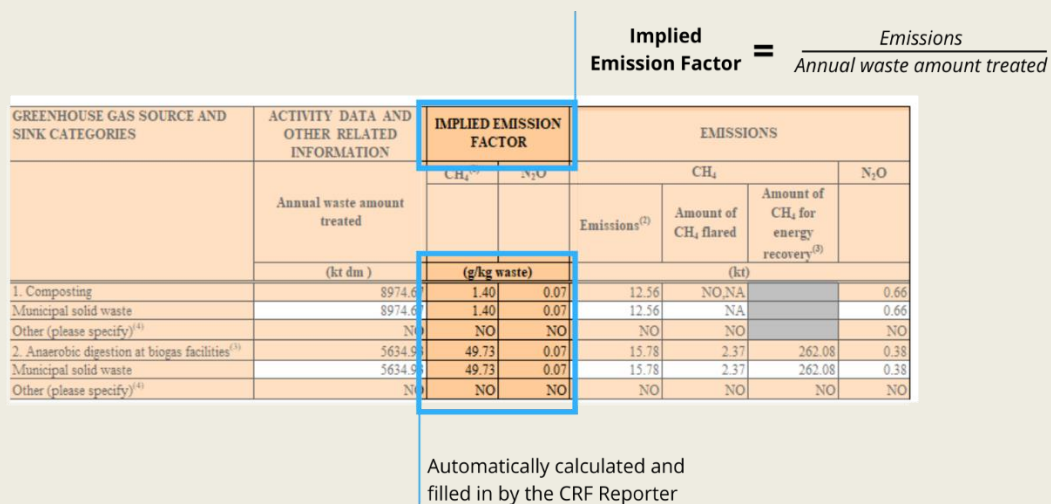 Implied
Emission Factor
=
Emissions
Annual waste amount treated
GREENHOUSE GAS SOURCE AND
SINK CATEGORIES
ACTIVITY DATA AND
OTHER RELATED
INFORMATION
IMPLIED EMISSION
FACTOR
EMISSIONS
CH₄ N₂O CH₄ N₂O
Annual waste amount
treated
Emissions⁽²⁾
Amount of
CH₄ flared
Amount of
CH₄ for
energy
recovery⁽³⁾
(kt dm ) (g/kg waste) (kt)
1. Composting 8974.67 1.40 0.07 12.56 NO,NA 0.66
Municipal solid waste 8974.67 1.40 0.07 12.56 NA 0.66
Other (please specify)⁽⁴⁾ NO NO NO NO NO NO
2. Anaerobic digestion at biogas facilities⁽³⁾ 49.73 0.07 15.78 2.37 262.08 0.38
Municipal solid waste 49.73 0.07 15.78 2.37 262.08 0.38
Other (please specify)⁽⁴⁾ NO NO NO NO NO NO NO
Automatically calculated and
filled in by the CRF Reporter